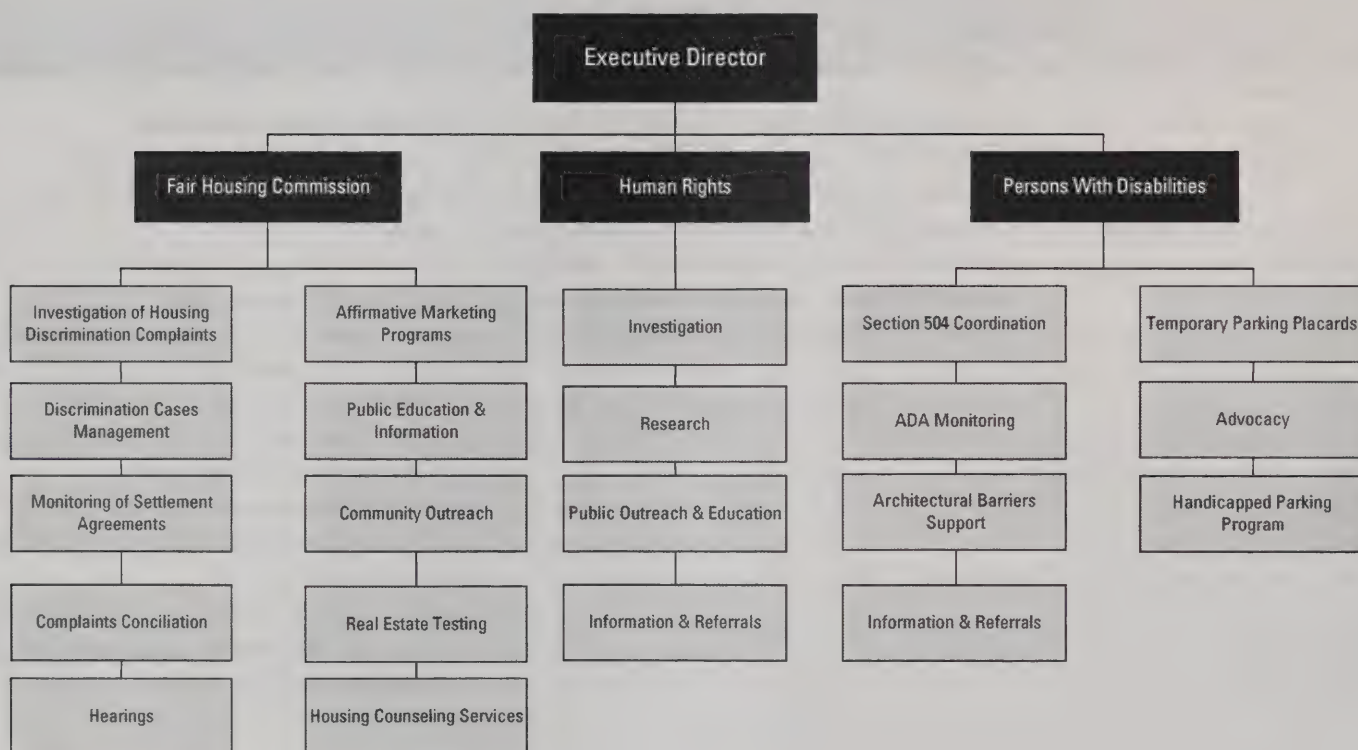 Executive Director
Fair Housing Commission
Human Rights
Persons With Disabilities
Investigation of Housing
Discrimination Complaints
Discrimination Cases
Management
Monitoring of Settlement
Agreements
Complaints Conciliation
Hearings
Affirmative Marketing
Programs
Public Education &
Information
Community Outreach
Real Estate Testing
Housing Counseling Services
Investigation
Research
Public Outreach & Education
Information & Referrals
Section 504 Coordination
ADA Monitoring
Architectural Barriers
Support
Information & Referrals
Temporary Parking Placards
Advocacy
Handicapped Parking
Program